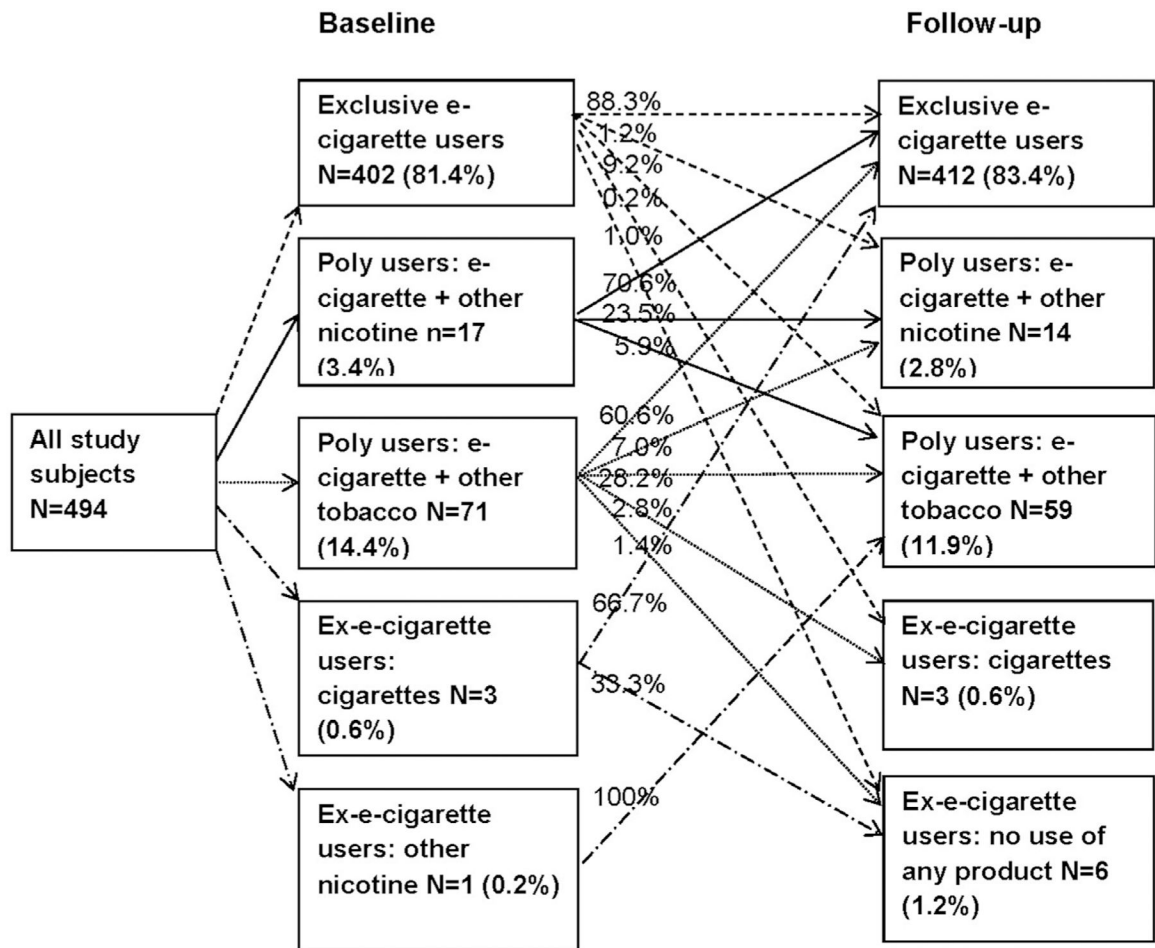 Baseline
Follow-up
All study
subjects
N=494
Exclusive e-
cigarette users
N=402 (81.4%)
Poly users: e-
cigarette + other
nicotine n=17
(3.4%)
Poly users: e-
cigarette + other
tobacco N=71
(14.4%)
Ex-e-cigarette
users:
cigarettes N=3
(0.6%)
Ex-e-cigarette
users: other
nicotine N=1 (0.2%)
88.3%
1.2%
9.2%
0.2%
1.0%
70.6%
23.5%
5.9%
60.6%
7.0%
28.2%
2.8%
1.4%
66.7%
33.3%
100%
Exclusive e-
cigarette users
N=412 (83.4%)
Poly users: e-
cigarette + other
nicotine N=14
(2.8%)
Poly users: e-
cigarette + other
tobacco N=59
(11.9%)
Ex-e-cigarette
users: cigarettes
N=3 (0.6%)
Ex-e-cigarette
users: no use of
any product N=6
(1.2%)